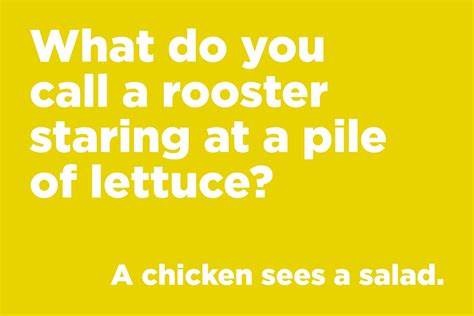 What do you
call a rooster
staring at a pile
of lettuce?
A chicken sees a salad.